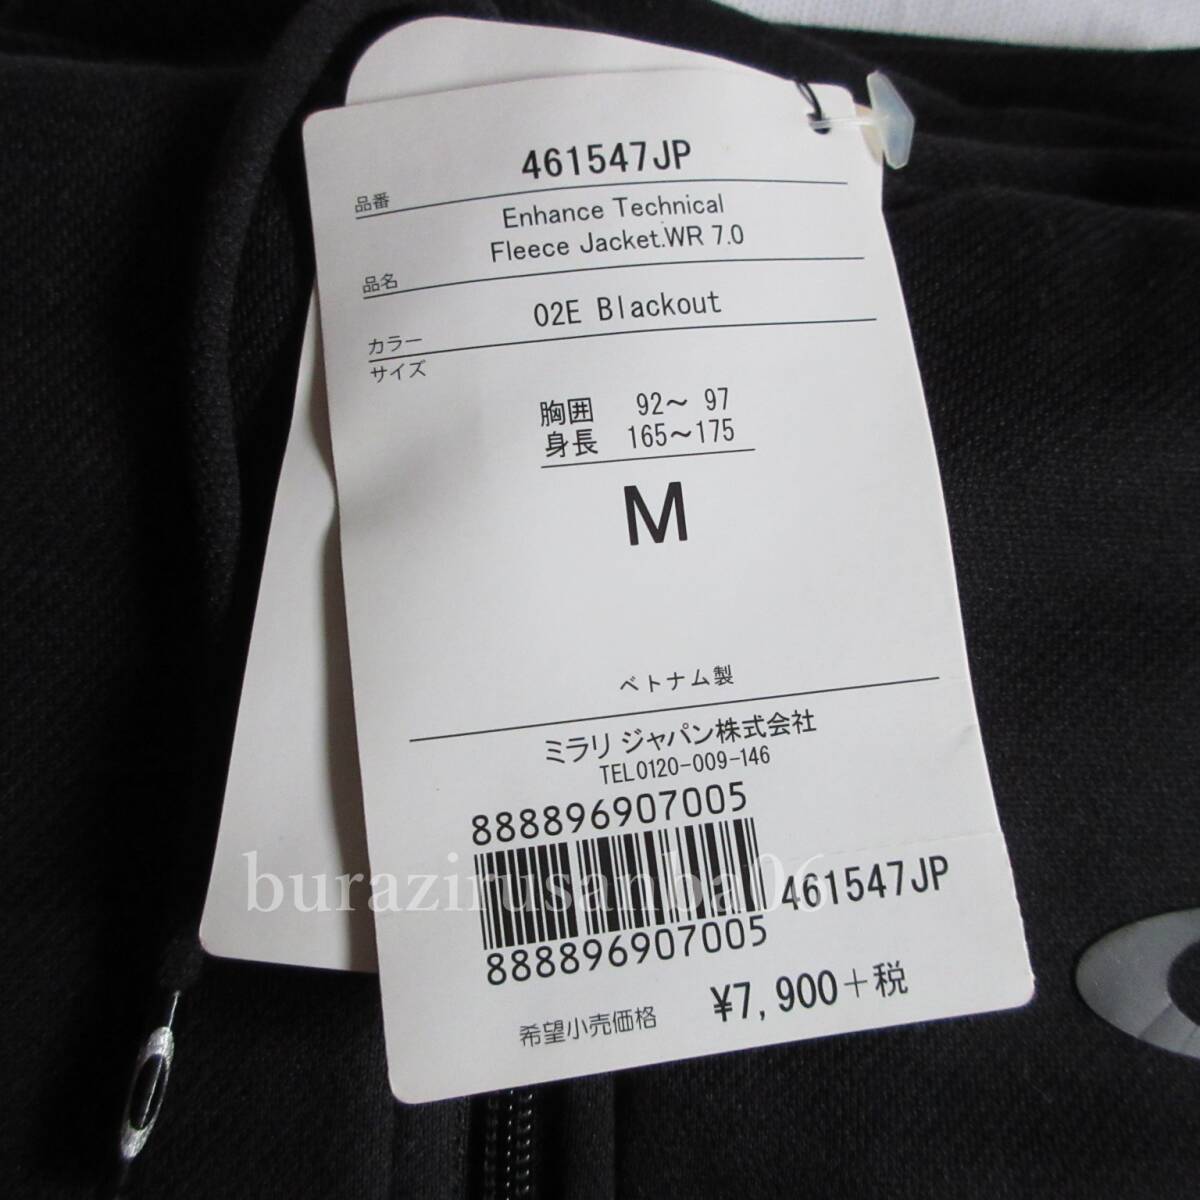 461547JP
品番
Enhance Technical
Fleece Jacket.WR 7.0
品名
02E Blackout
カラー
サイズ
胸囲 92～ 97
身長 165～175
M
ベトナム製
ミラリ ジャパン株式会社
TEL0120-009-146
888896907005
burazirusanba06
461547JP
888896907005
希望小売価格 ¥7,900+税